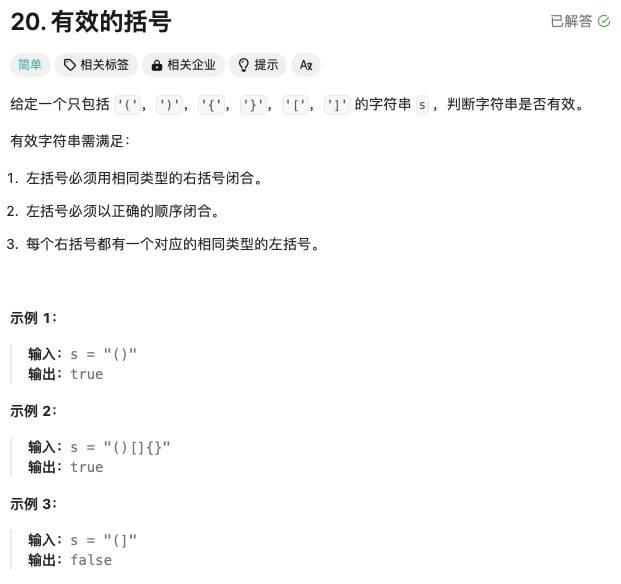 20. 有效的括号
已解答
简单 相关标签 相关企业 提示 Aあ
给定一个只包括 '('，')'，'{'，'}'，'['，']' 的字符串 s ，判断字符串是否有效。
有效字符串需满足：
1. 左括号必须用相同类型的右括号闭合。
2. 左括号必须以正确的顺序闭合。
3. 每个右括号都有一个对应的相同类型的左括号。
示例 1：
输入：s = "()"
输出：true
示例 2：
输入：s = "()[]{}"
输出：true
示例 3：
输入：s = "(]"
输出：false